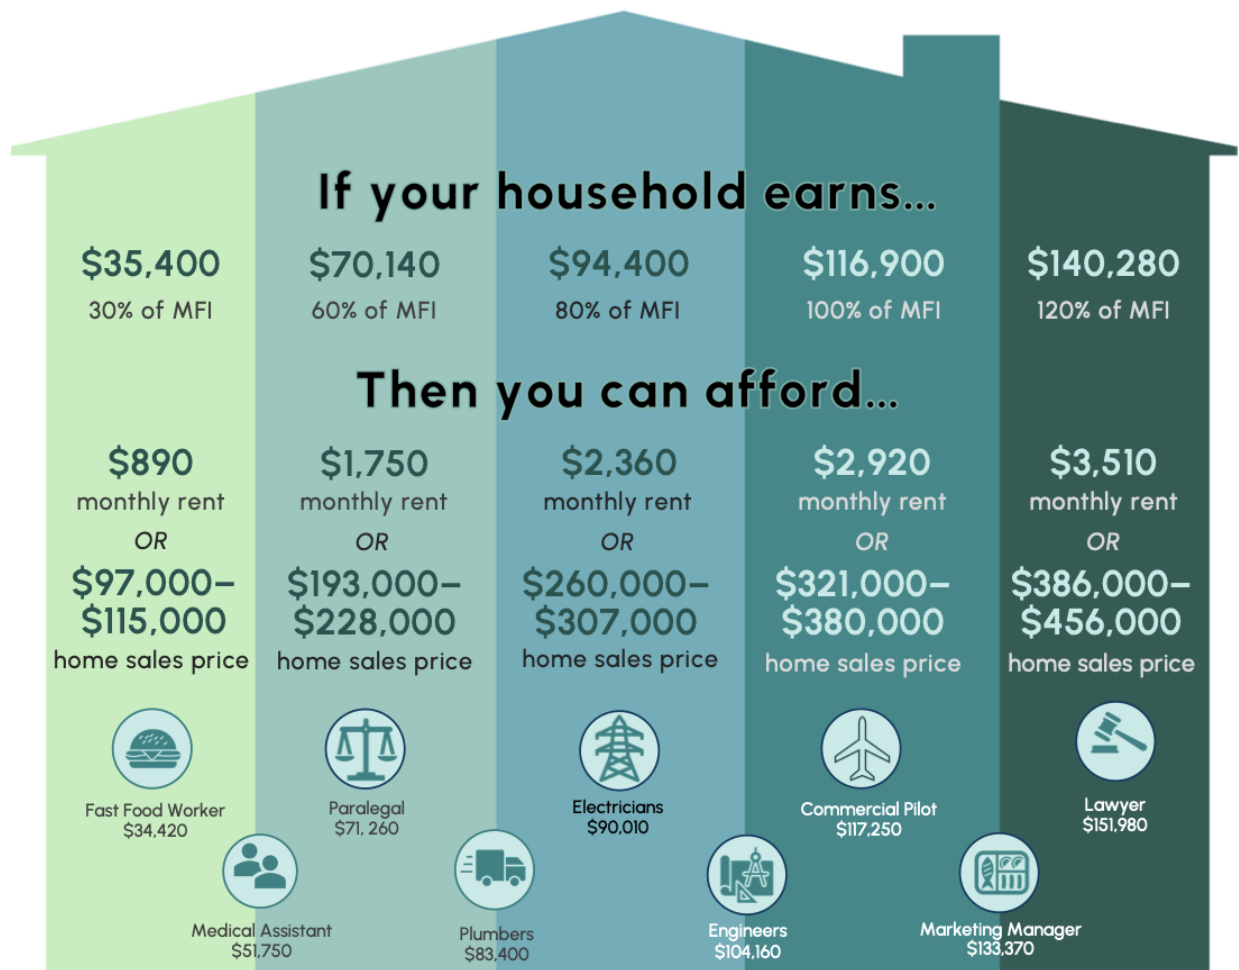 If your household earns...
$35,400
30% of MFI
$70,140
60% of MFI
$94,400
80% of MFI
$116,900
100% of MFI
$140,280
120% of MFI
Then you can afford...
$890
monthly rent
OR
$97,000–
$115,000
home sales price
$1,750
monthly rent
OR
$193,000–
$228,000
home sales price
$2,360
monthly rent
OR
$260,000–
$307,000
home sales price
$2,920
monthly rent
OR
$321,000–
$380,000
home sales price
$3,510
monthly rent
OR
$386,000–
$456,000
home sales price
Fast Food Worker
$34,420
Paralegal
$71, 260
Electricians
$90,010
Commercial Pilot
$117,250
Lawyer
$151,980
Medical Assistant
$51,750
Plumbers
$83,400
Engineers
$104,160
Marketing Manager
$133,370